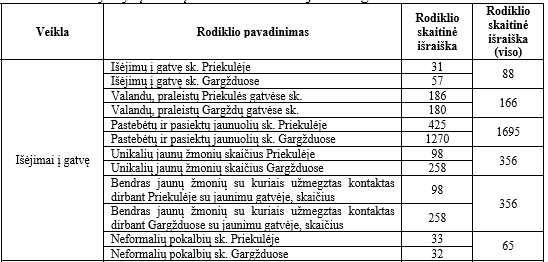 Veikla Rodiklio pavadinimas Rodiklio skaitinė išraiška Rodiklio skaitinė išraiška (viso)
Išėjimai į gatvę
Išėjimų į gatvę sk. Priekulėje 31 88
Išėjimų į gatvę sk. Gargžduose 57
Valandų, praleistų Priekulės gatvėse sk. 186 166
Valandų, praleistų Gargždų gatvėse sk. 180
Pastebėtų ir pasiektų jaunuolių sk. Priekulėje 425 1695
Pastebėtų ir pasiektų jaunuolių sk. Gargžduose 1270
Unikalių jaunų žmonių skaičius Priekulėje 98 356
Unikalių jaunų žmonių skaičius Gargžduose 258
Bendras jaunų žmonių su kuriais užmegztas kontaktas
dirbant Priekulėje su jaunimu gatvėje, skaičius 98 356
Bendras jaunų žmonių su kuriais užmegztas kontaktas
dirbant Gargžduose su jaunimu gatvėje, skaičius 258
Neformalių pokalbių sk. Priekulėje 33 65
Neformalių pokalbių sk. Gargžduose 32